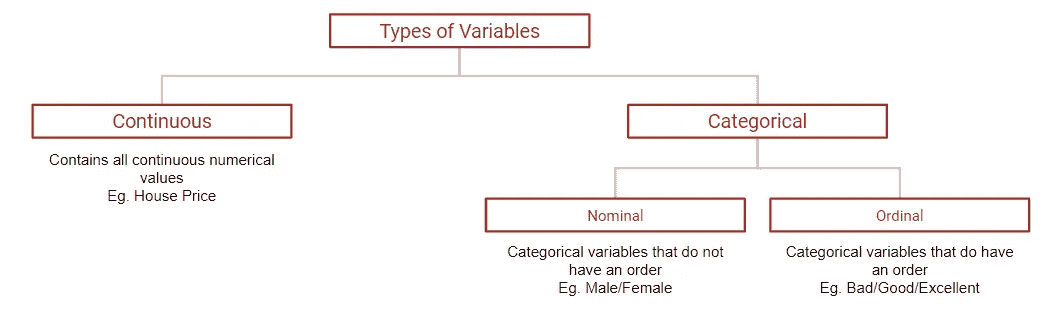 Types of Variables
Continuous
Contains all continuous numerical
values
Eg. House Price
Categorical
Nominal
Categorical variables that do not
have an order
Eg. Male/Female
Ordinal
Categorical variables that do have
an order
Eg. Bad/Good/Excellent